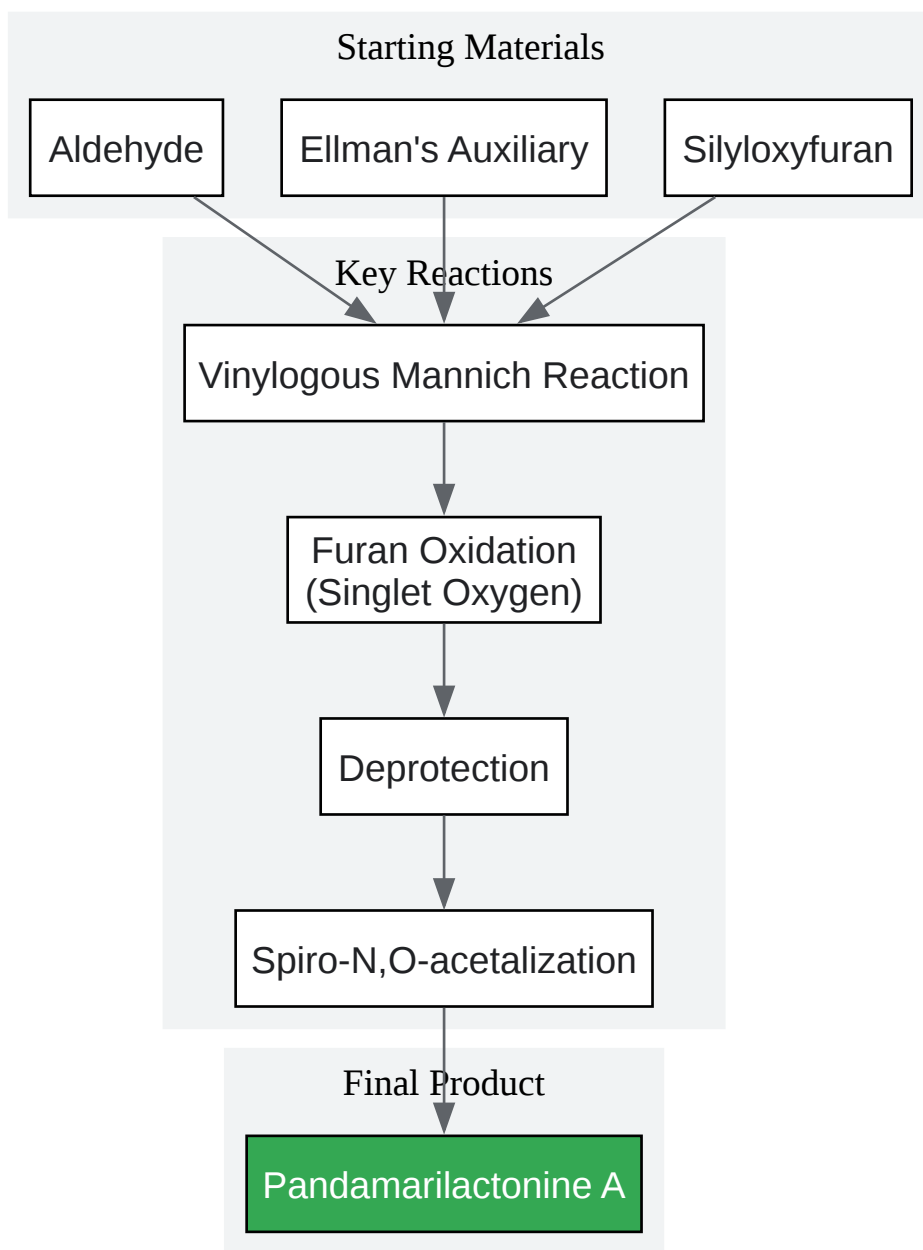 Starting Materials
Aldehyde
Ellman's Auxiliary
Silyloxyfuran
Key Reactions
Vinylogous Mannich Reaction
Furan Oxidation
(Singlet Oxygen)
Deprotection
Spiro-N,O-acetalization
Final Product
Pandamarilactonine A